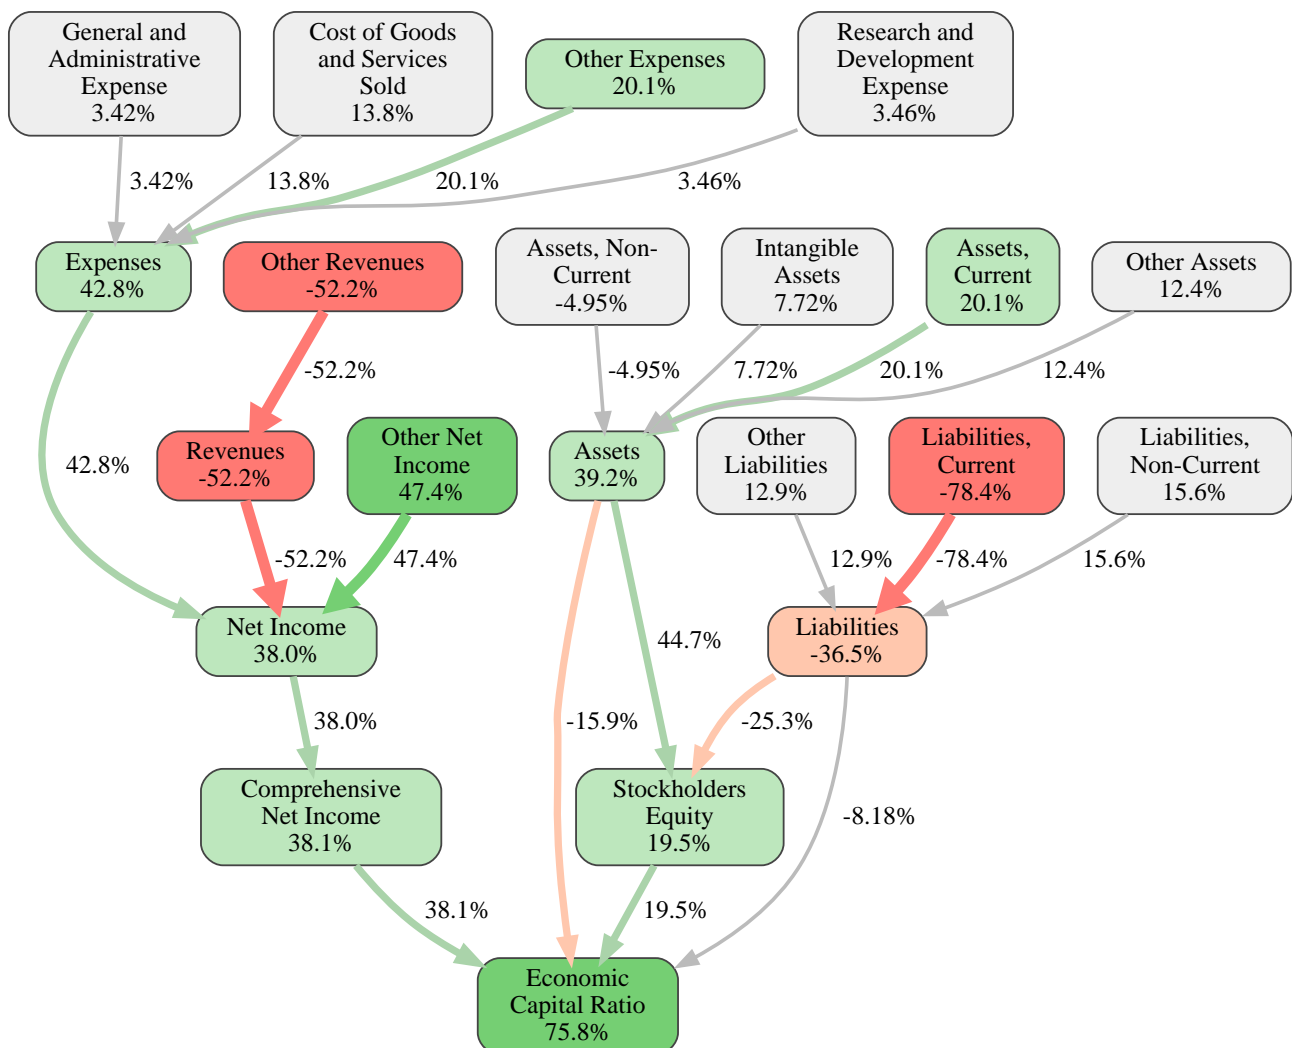 General and
Administrative
Expense
3.42%
Cost of Goods
and Services
Sold
13.8%
Other Expenses
20.1%
Research and
Development
Expense
3.46%
3.42%
13.8%
20.1%
3.46%
Expenses
42.8%
Other Revenues
-52.2%
Assets, Non-
Current
-4.95%
Intangible
Assets
7.72%
Assets,
Current
20.1%
Other Assets
12.4%
-52.2%
-4.95%
7.72%
20.1%
12.4%
42.8%
Revenues
-52.2%
Other Net
Income
47.4%
Assets
39.2%
Other
Liabilities
12.9%
Liabilities,
Current
-78.4%
Liabilities,
Non-Current
15.6%
-52.2%
47.4%
12.9%
-78.4%
15.6%
Net Income
38.0%
44.7%
Liabilities
-36.5%
38.0%
-15.9%
-25.3%
Comprehensive
Net Income
38.1%
Stockholders
Equity
19.5%
-8.18%
38.1%
19.5%
Economic
Capital Ratio
75.8%